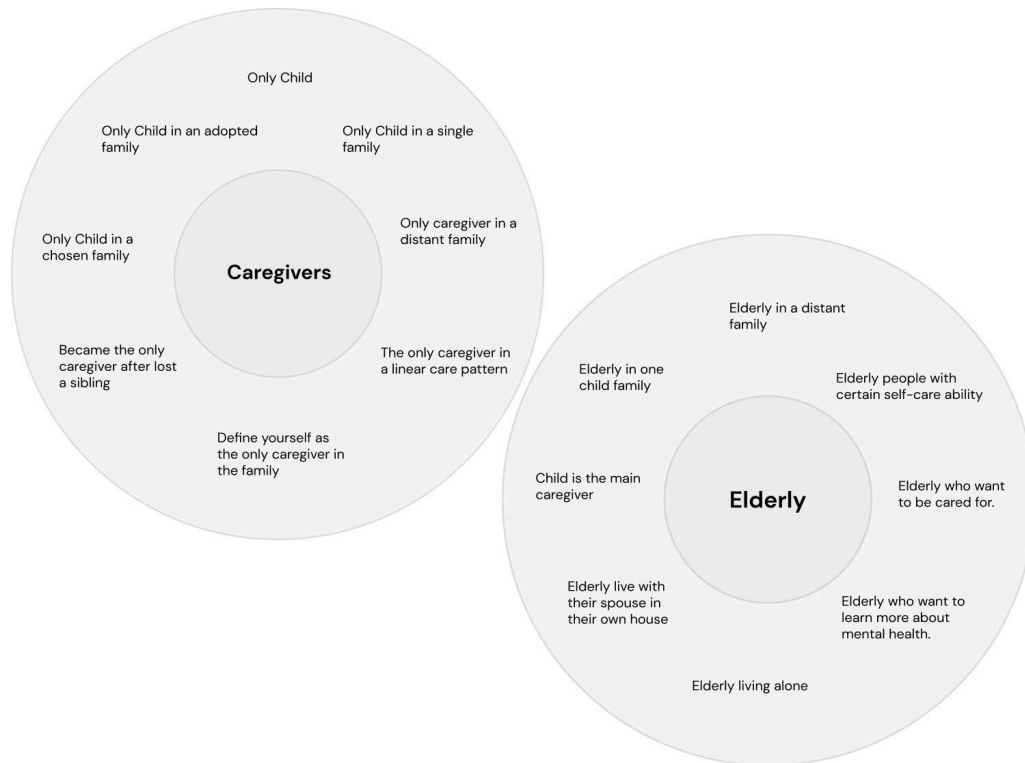 Only Child
Only Child in an adopted
family
Only Child in a single
family
Only Child in a
chosen family
Only caregiver in a
distant family
Caregivers
Became the only
caregiver after lost
a sibling
The only caregiver in
a linear care pattern
Define yourself as
the only caregiver in
the family
Elderly in a distant
family
Elderly in one
child family
Elderly people with
certain self-care ability
Child is the main
caregiver
Elderly
Elderly who want
to be cared for.
Elderly live with
their spouse in
their own house
Elderly who want to
learn more about
mental health.
Elderly living alone